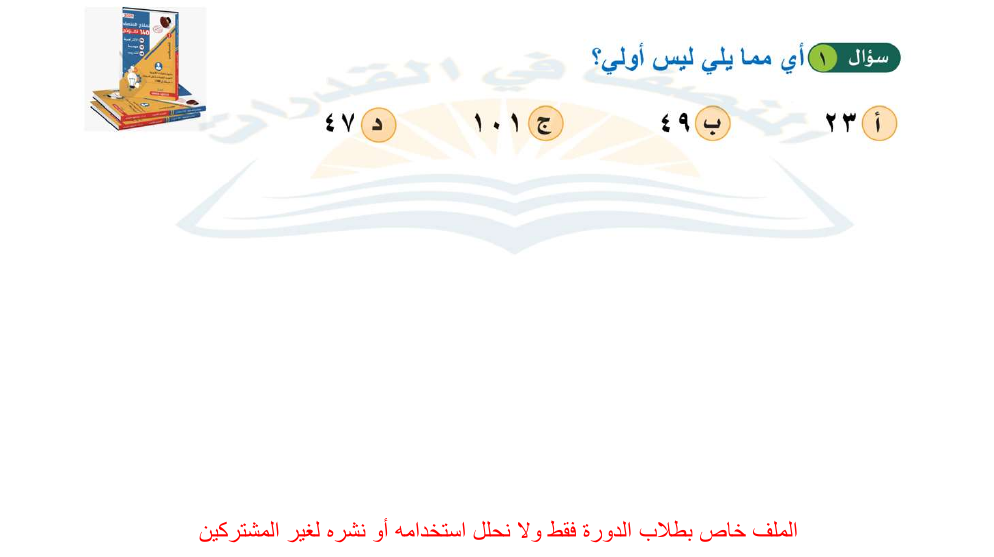 سؤال ١ أي مما يلي ليس أولي؟
أ ٢٣ ب ٤٩ ج ١٠١ د ٤٧
الملف خاص بطلاب الدورة فقط ولا نحلل استخدامه أو نشره لغير المشتركين